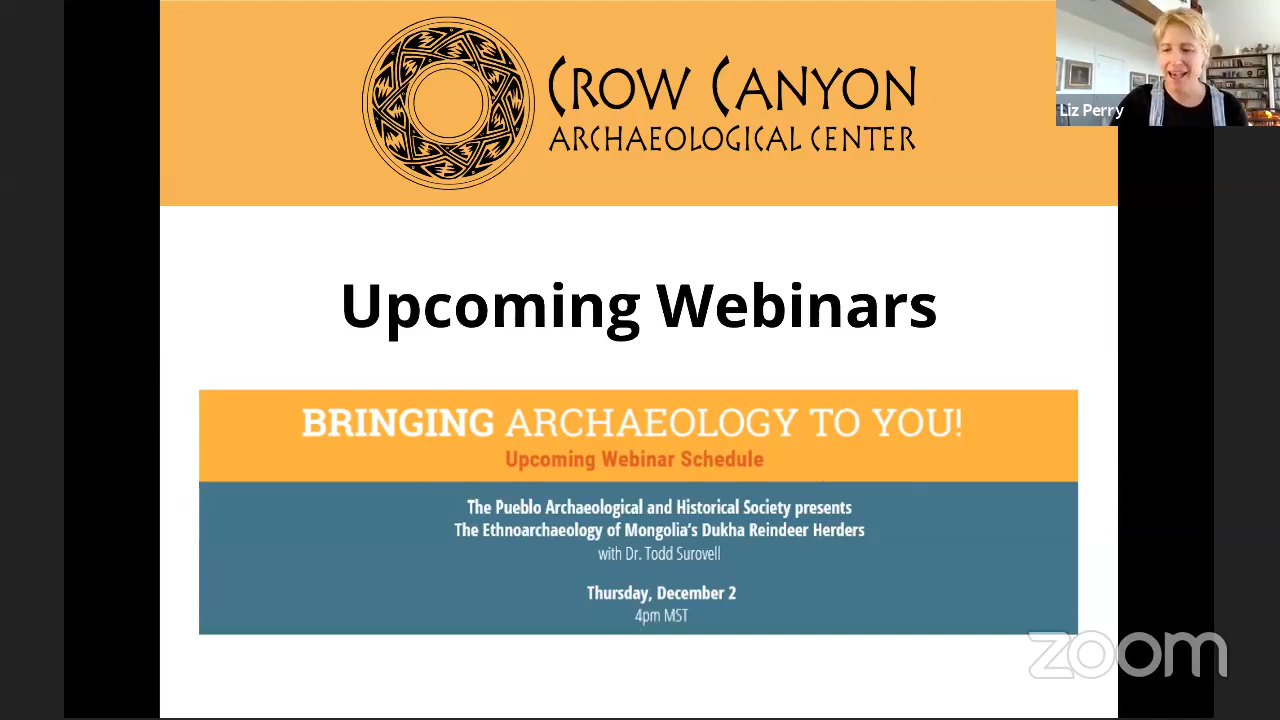 CROW CANYON
ARCHAEOLOGICAL CENTER
Liz Perry
Upcoming Webinars
BRINGING ARCHAEOLOGY TO YOU!
Upcoming Webinar Schedule
The Pueblo Archaeological and Historical Society presents
The Ethnoarchaeology of Mongolia's Dukha Reindeer Herders
with Dr. Todd Surovell
Thursday, December 2
4pm MST
zoom